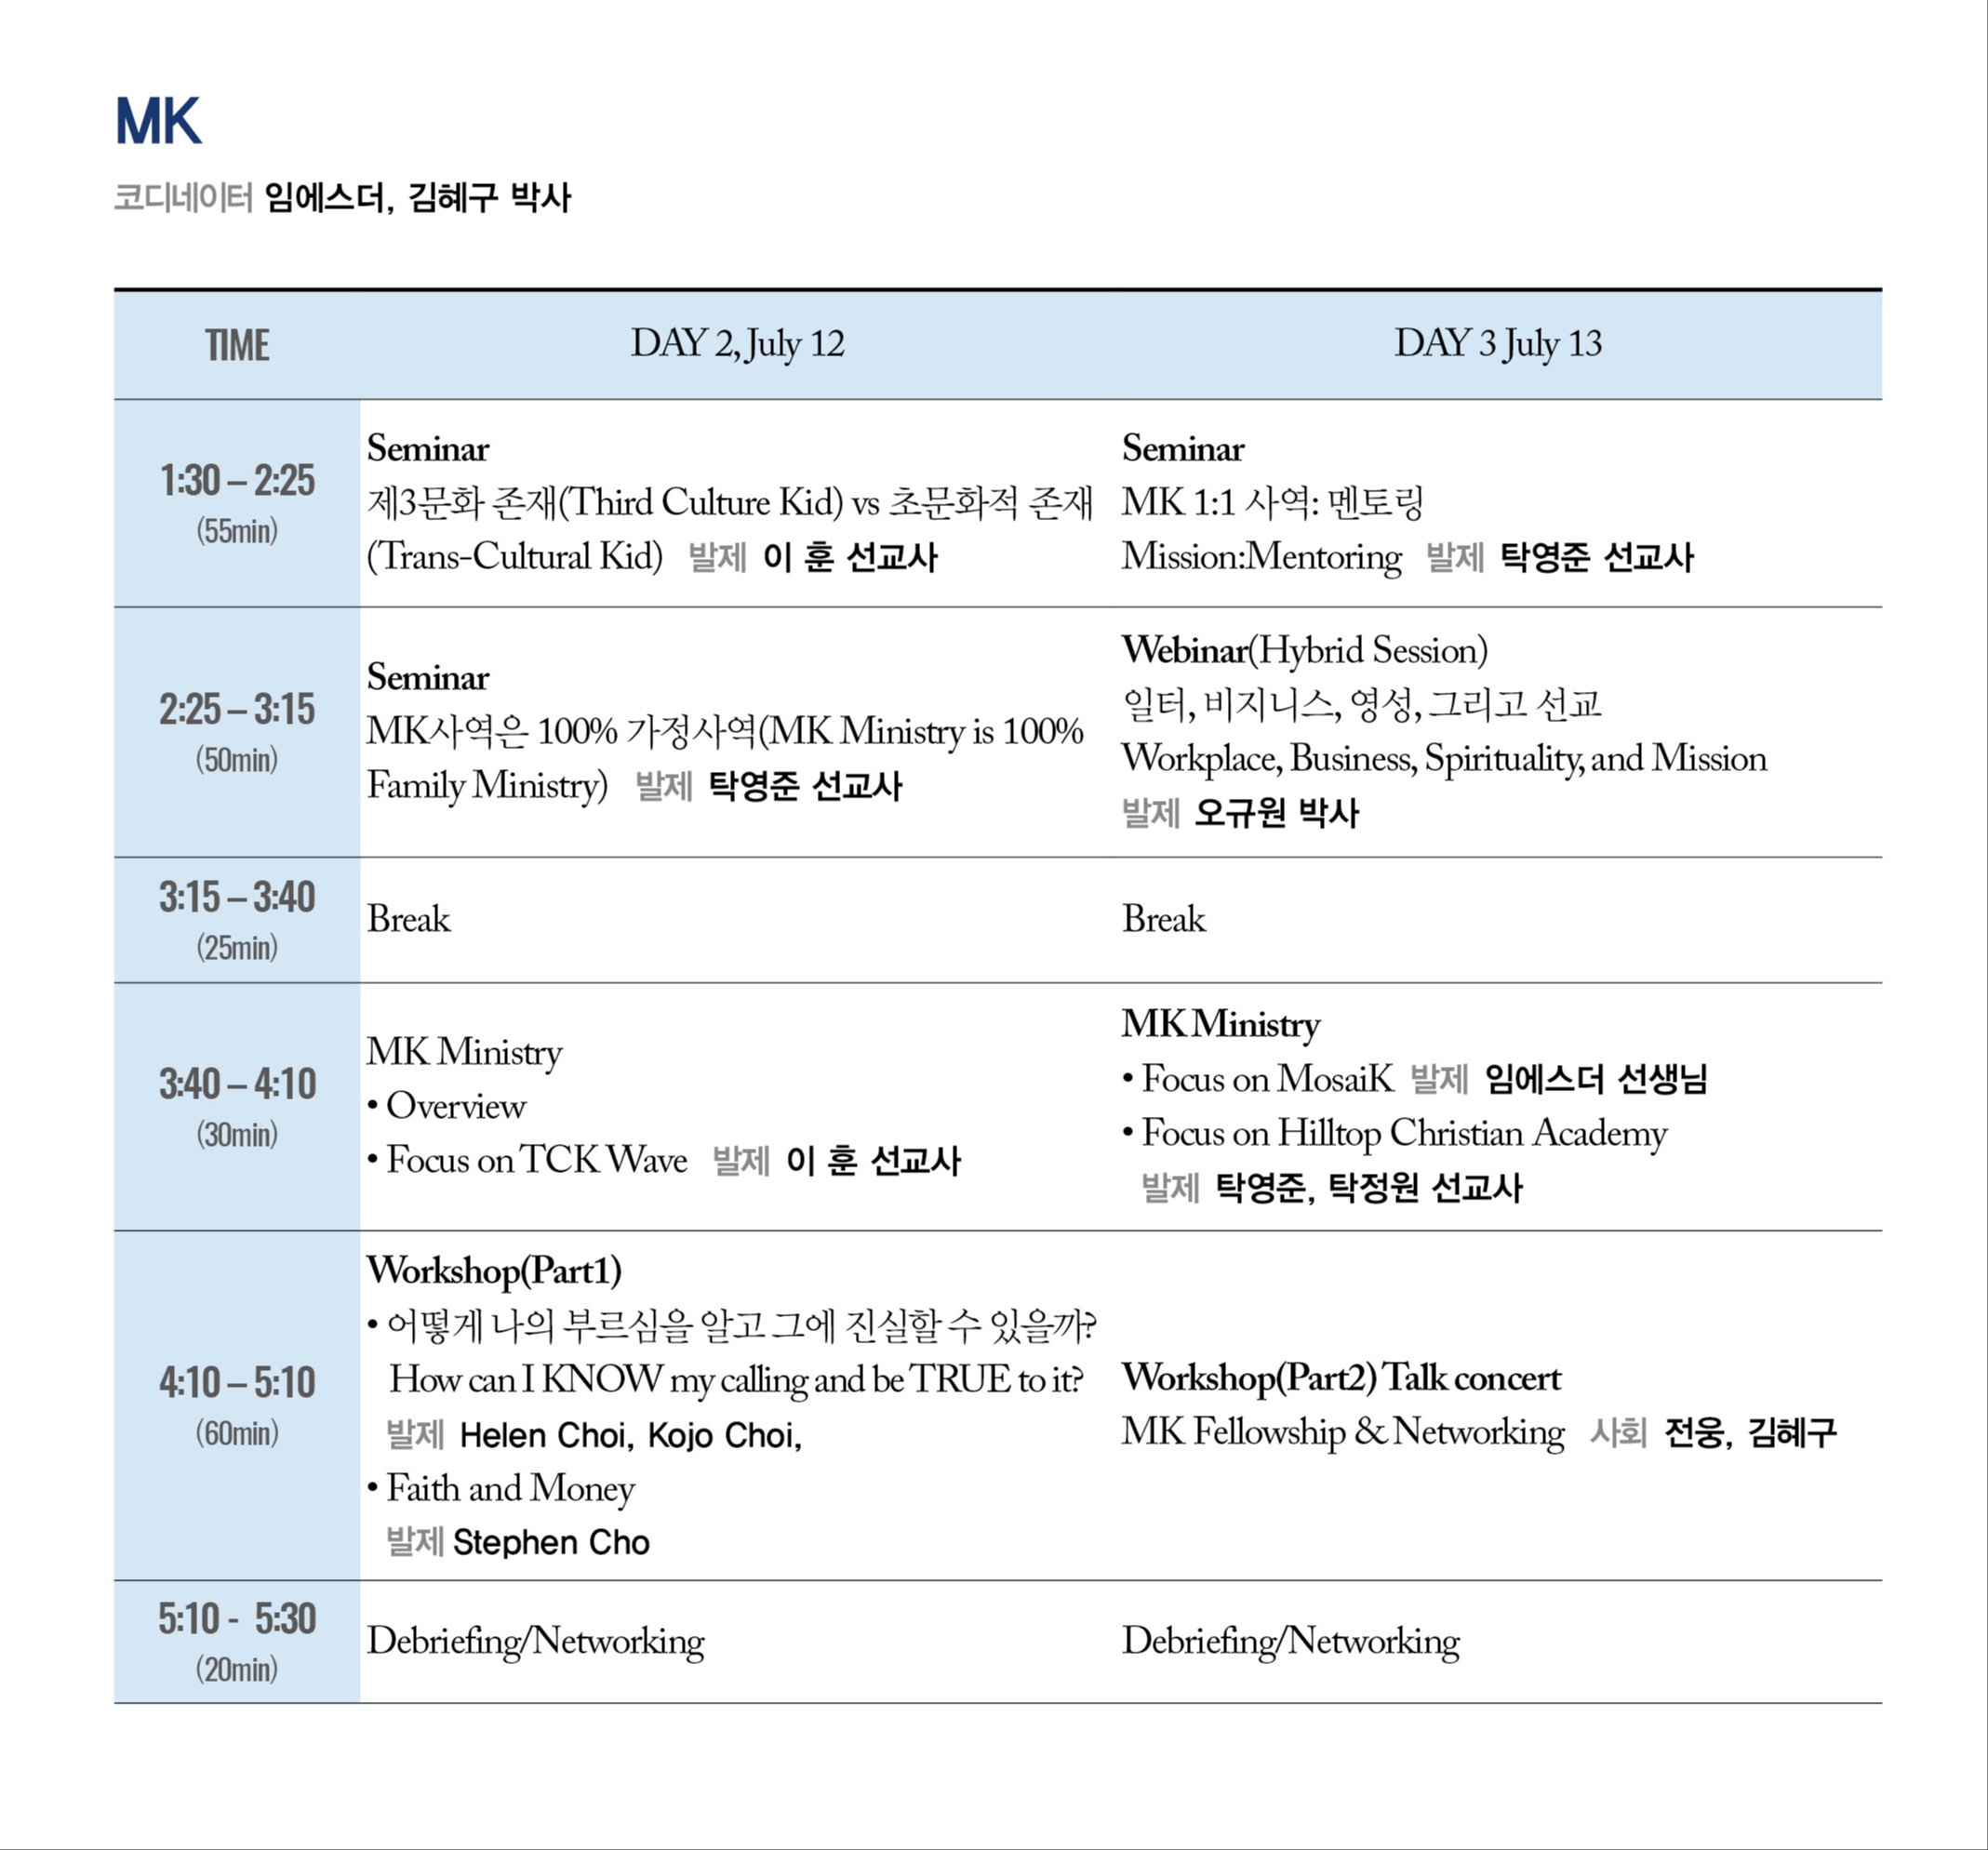 MK
코디네이터 임에스더, 김혜구 박사
TIME
DAY 2, July 12
DAY 3 July 13
1:30 – 2:25
(55min)
Seminar
제3문화 존재(Third Culture Kid) vs 초문화적 존재
(Trans-Cultural Kid) 발제 이 훈 선교사
Seminar
MK 1:1 사역: 멘토링
Mission:Mentoring 발제 탁영준 선교사
2:25 – 3:15
(50min)
Seminar
MK사역은 100% 가정사역(MK Ministry is 100%
Family Ministry) 발제 탁영준 선교사
Webinar(Hybrid Session)
일터, 비지니스, 영성, 그리고 선교
Workplace, Business, Spirituality, and Mission
발제 오규원 박사
3:15 – 3:40
(25min)
Break
Break
3:40 – 4:10
(30min)
MK Ministry
• Overview
• Focus on TCK Wave 발제 이 훈 선교사
MK Ministry
• Focus on MosaiK 발제 임에스더 선생님
• Focus on Hilltop Christian Academy
발제 탁영준, 탁정원 선교사
4:10 – 5:10
(60min)
Workshop(Part1)
• 어떻게 나의 부르심을 알고 그에 진실할 수 있을까?
How can I KNOW my calling and be TRUE to it?
발제 Helen Choi, Kojo Choi,
• Faith and Money
발제 Stephen Cho
Workshop(Part2) Talk concert
MK Fellowship & Networking 사회 전웅, 김혜구
5:10 - 5:30
(20min)
Debriefing/Networking
Debriefing/Networking